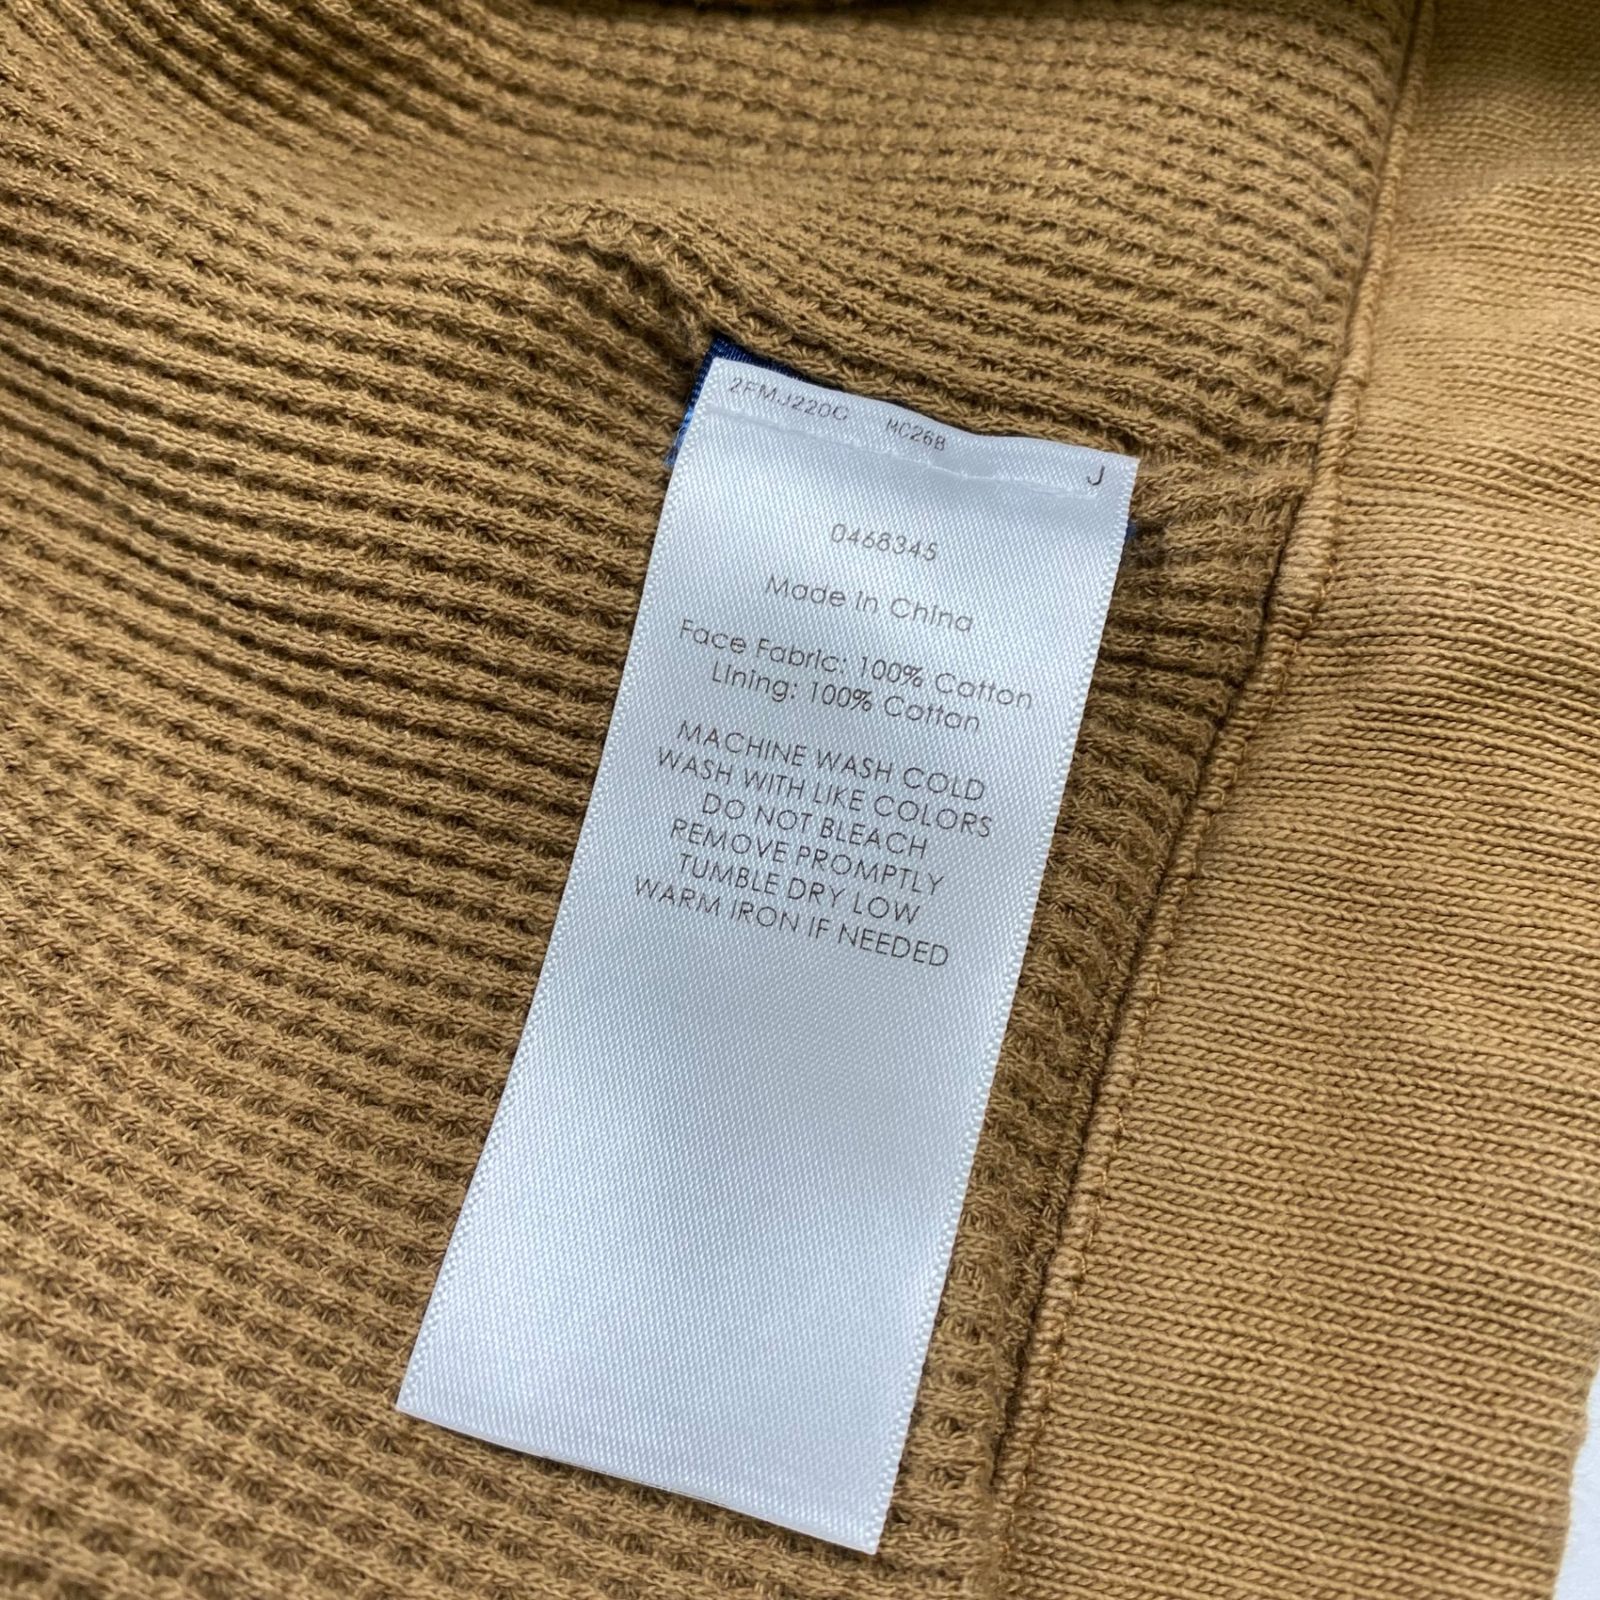 2FMJ220C HC26B
J
0468345
Made In China
Face Fabric: 100% Cotton
Lining: 100% Cotton
MACHINE WASH COLD
WASH WITH LIKE COLORS
DO NOT BLEACH
REMOVE PROMPTLY
TUMBLE DRY LOW
WARM IRON IF NEEDED